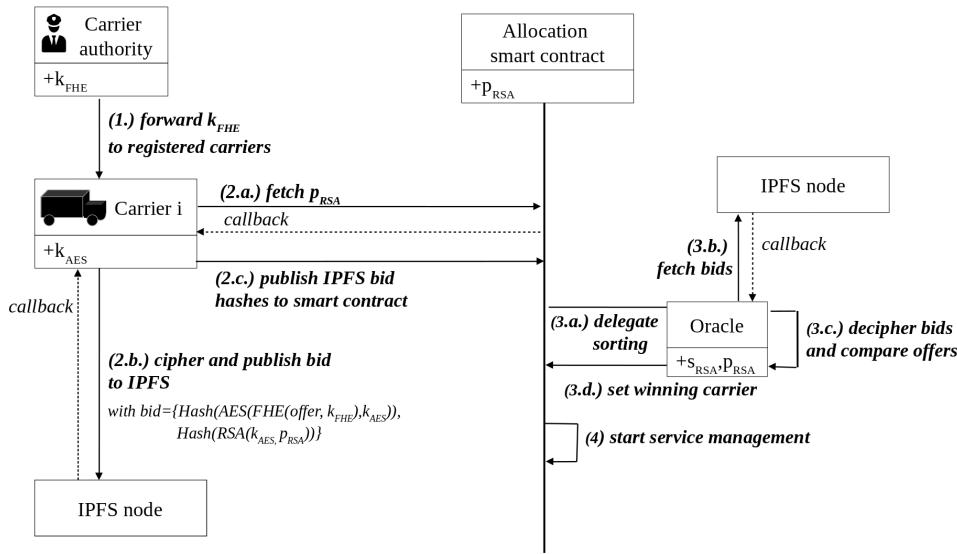 Carrier
authority
+k_FHE
(1.) forward k_FHE
to registered carriers
Allocation
smart contract
+p_RSA
Carrier i
+k_AES
(2.a.) fetch p_RSA
callback
(2.c.) publish IPFS bid
hashes to smart contract
callback
(2.b.) cipher and publish bid
to IPFS
with bid={Hash(AES(FHE(offer, k_FHE),k_AES)),
Hash(RSA(k_AES, p_RSA))}
IPFS node
IPFS node
(3.b.)
fetch bids
callback
(3.a.) delegate
sorting
Oracle
+s_RSA,p_RSA
(3.c.) decipher bids
and compare offers
(3.d.) set winning carrier
(4) start service management